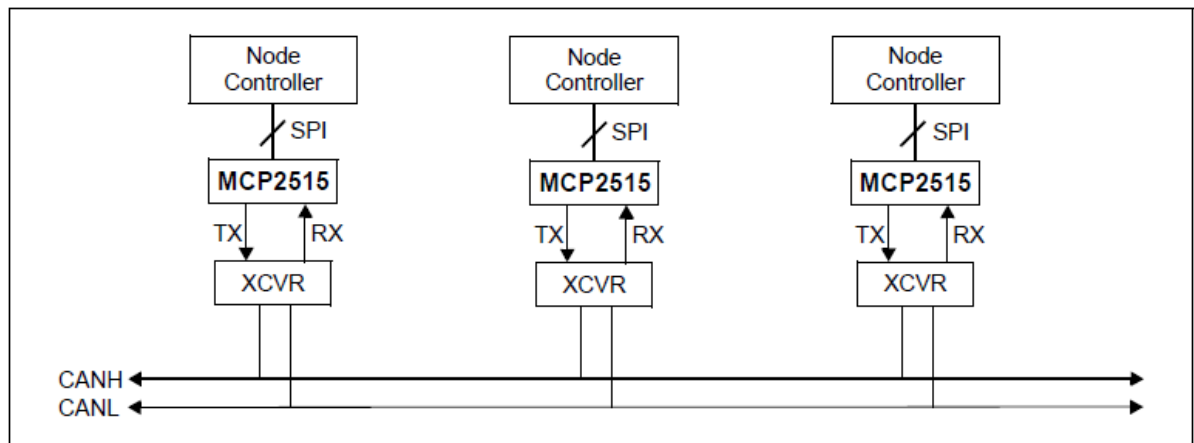 Node
Controller
Node
Controller
Node
Controller
SPI
SPI
SPI
MCP2515
MCP2515
MCP2515
TX
RX
TX
RX
TX
RX
XCVR
XCVR
XCVR
CANH
CANL